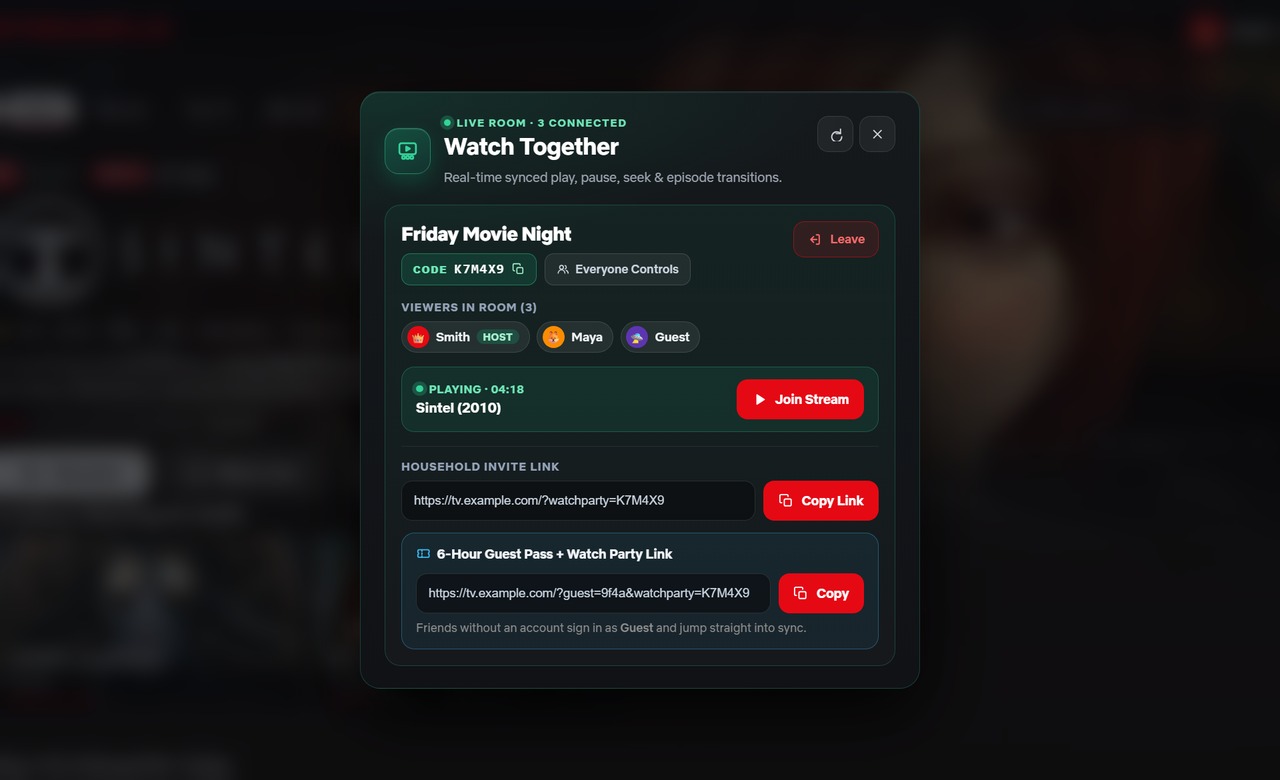 LIVE ROOM · 3 CONNECTED
Watch Together
Real-time synced play, pause, seek & episode transitions.
Friday Movie Night
Leave
CODE K7M4X9
Everyone Controls
VIEWERS IN ROOM (3)
Smith HOST
Maya
Guest
PLAYING · 04:18
Sintel (2010)
Join Stream
HOUSEHOLD INVITE LINK
https://tv.example.com/?watchparty=K7M4X9
Copy Link
6-Hour Guest Pass + Watch Party Link
https://tv.example.com/?guest=9f4a&watchparty=K7M4X9
Copy
Friends without an account sign in as Guest and jump straight into sync.